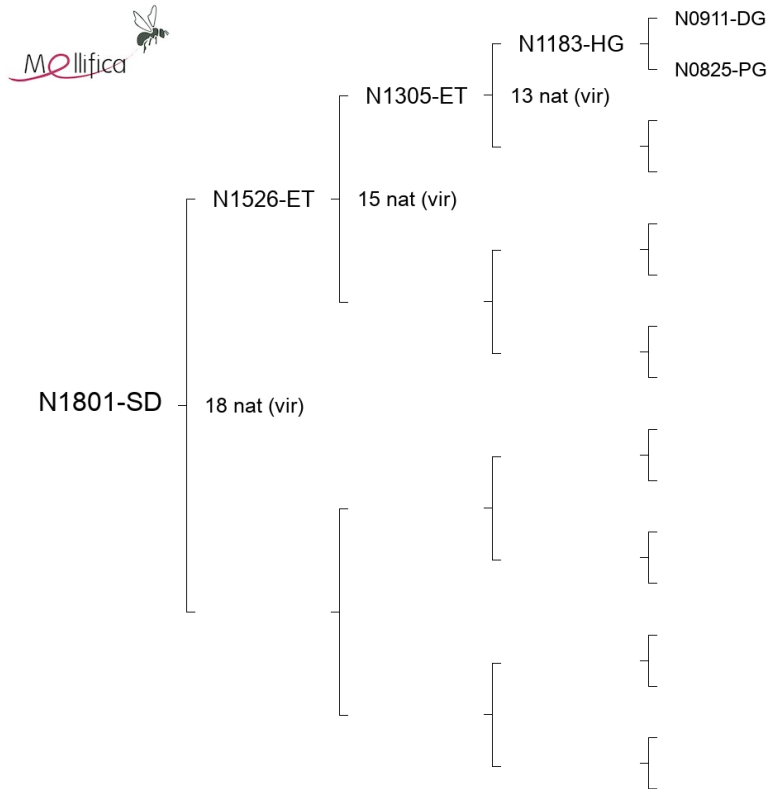 Mellifica
N0911-DG
N1183-HG
N0825-PG
N1305-ET
13 nat (vir)
N1526-ET
15 nat (vir)
N1801-SD
18 nat (vir)